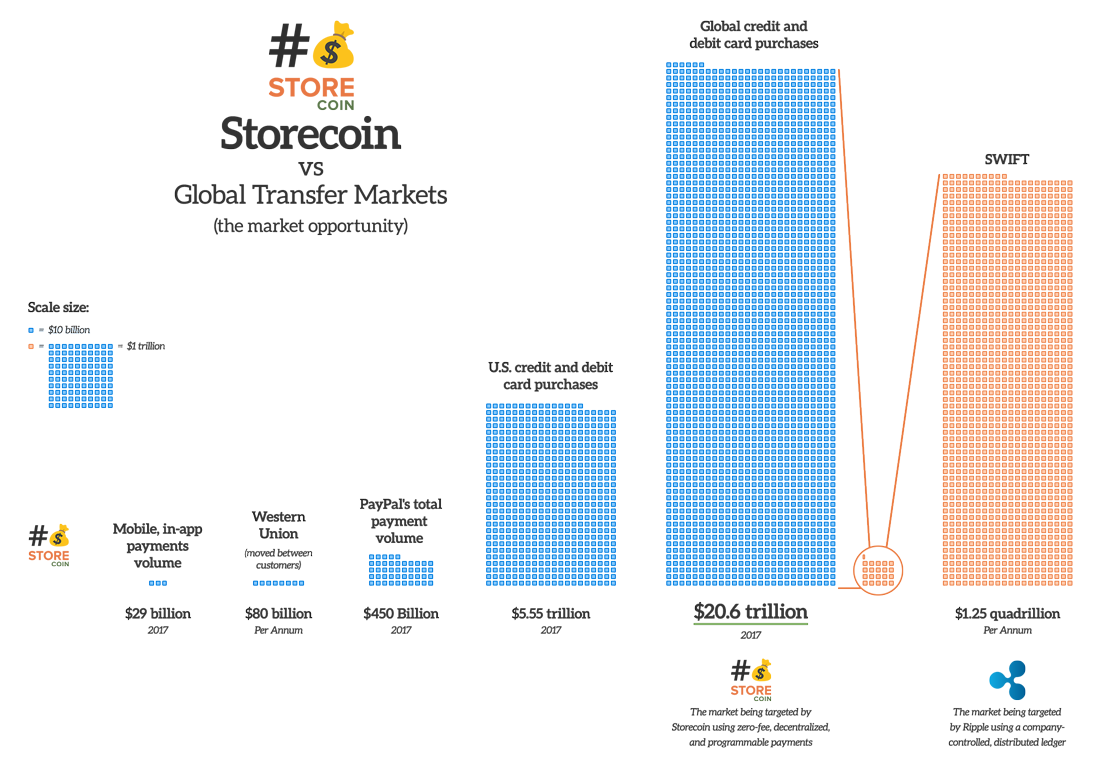 #
STORE
COIN
Storecoin
vs
Global Transfer Markets
(the market opportunity)
Scale size:
= $10 billion
= = $1 trillion
#
STORE
COIN
Mobile, in-app
payments
volume
$29 billion
2017
Western
Union
(moved between
customers)
$80 billion
Per Annum
PayPal's total
payment
volume
$450 Billion
2017
U.S. credit and debit
card purchases
$5.55 trillion
2017
Global credit and
debit card purchases
$20.6 trillion
2017
#
STORE
COIN
The market being targeted by
Storecoin using zero-fee, decentralized,
and programmable payments
SWIFT
$1.25 quadrillion
Per Annum
The market being targeted
by Ripple using a company-
controlled, distributed ledger